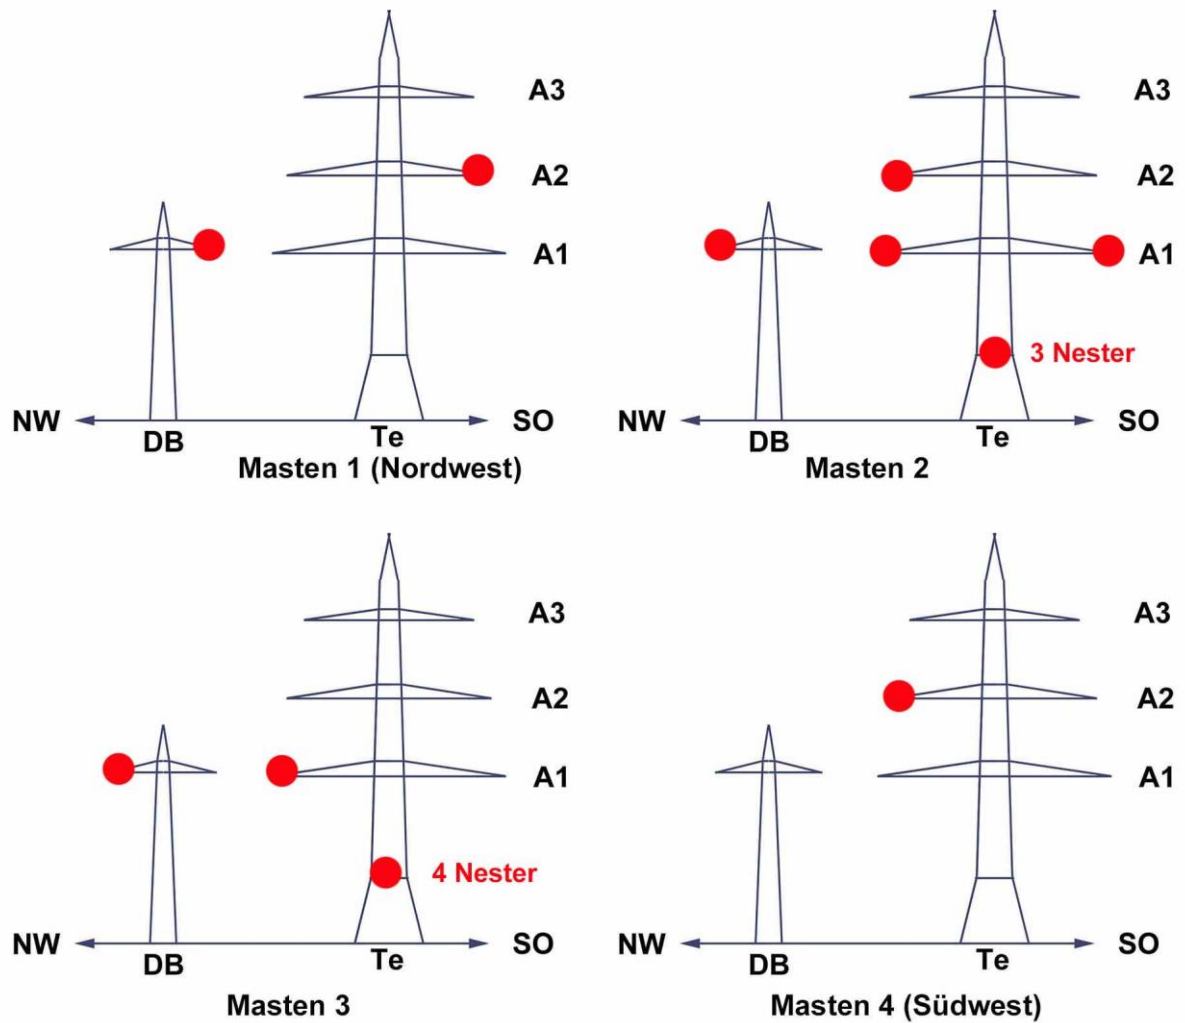 A3
A2
A1
NW
SO
DB
Te
Masten 1 (Nordwest)
A3
A2
A1
3 Nester
NW
SO
DB
Te
Masten 2
A3
A2
A1
4 Nester
NW
SO
DB
Te
Masten 3
A3
A2
A1
NW
SO
DB
Te
Masten 4 (Südwest)